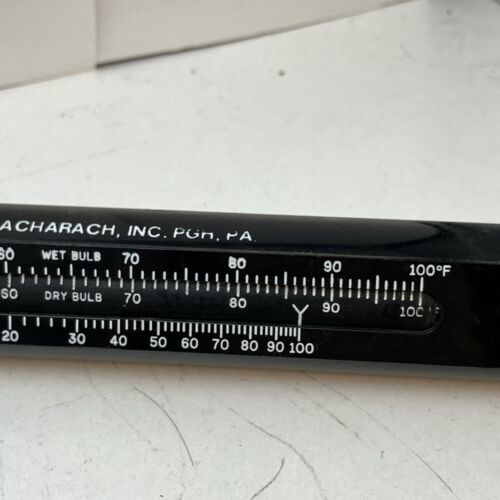 ACHARACH, INC. PGH, PA.
60 WET BULB 70 80 90 100°F
60 DRY BULB 70 80 90 100°F
20 30 40 50 60 70 80 90 100